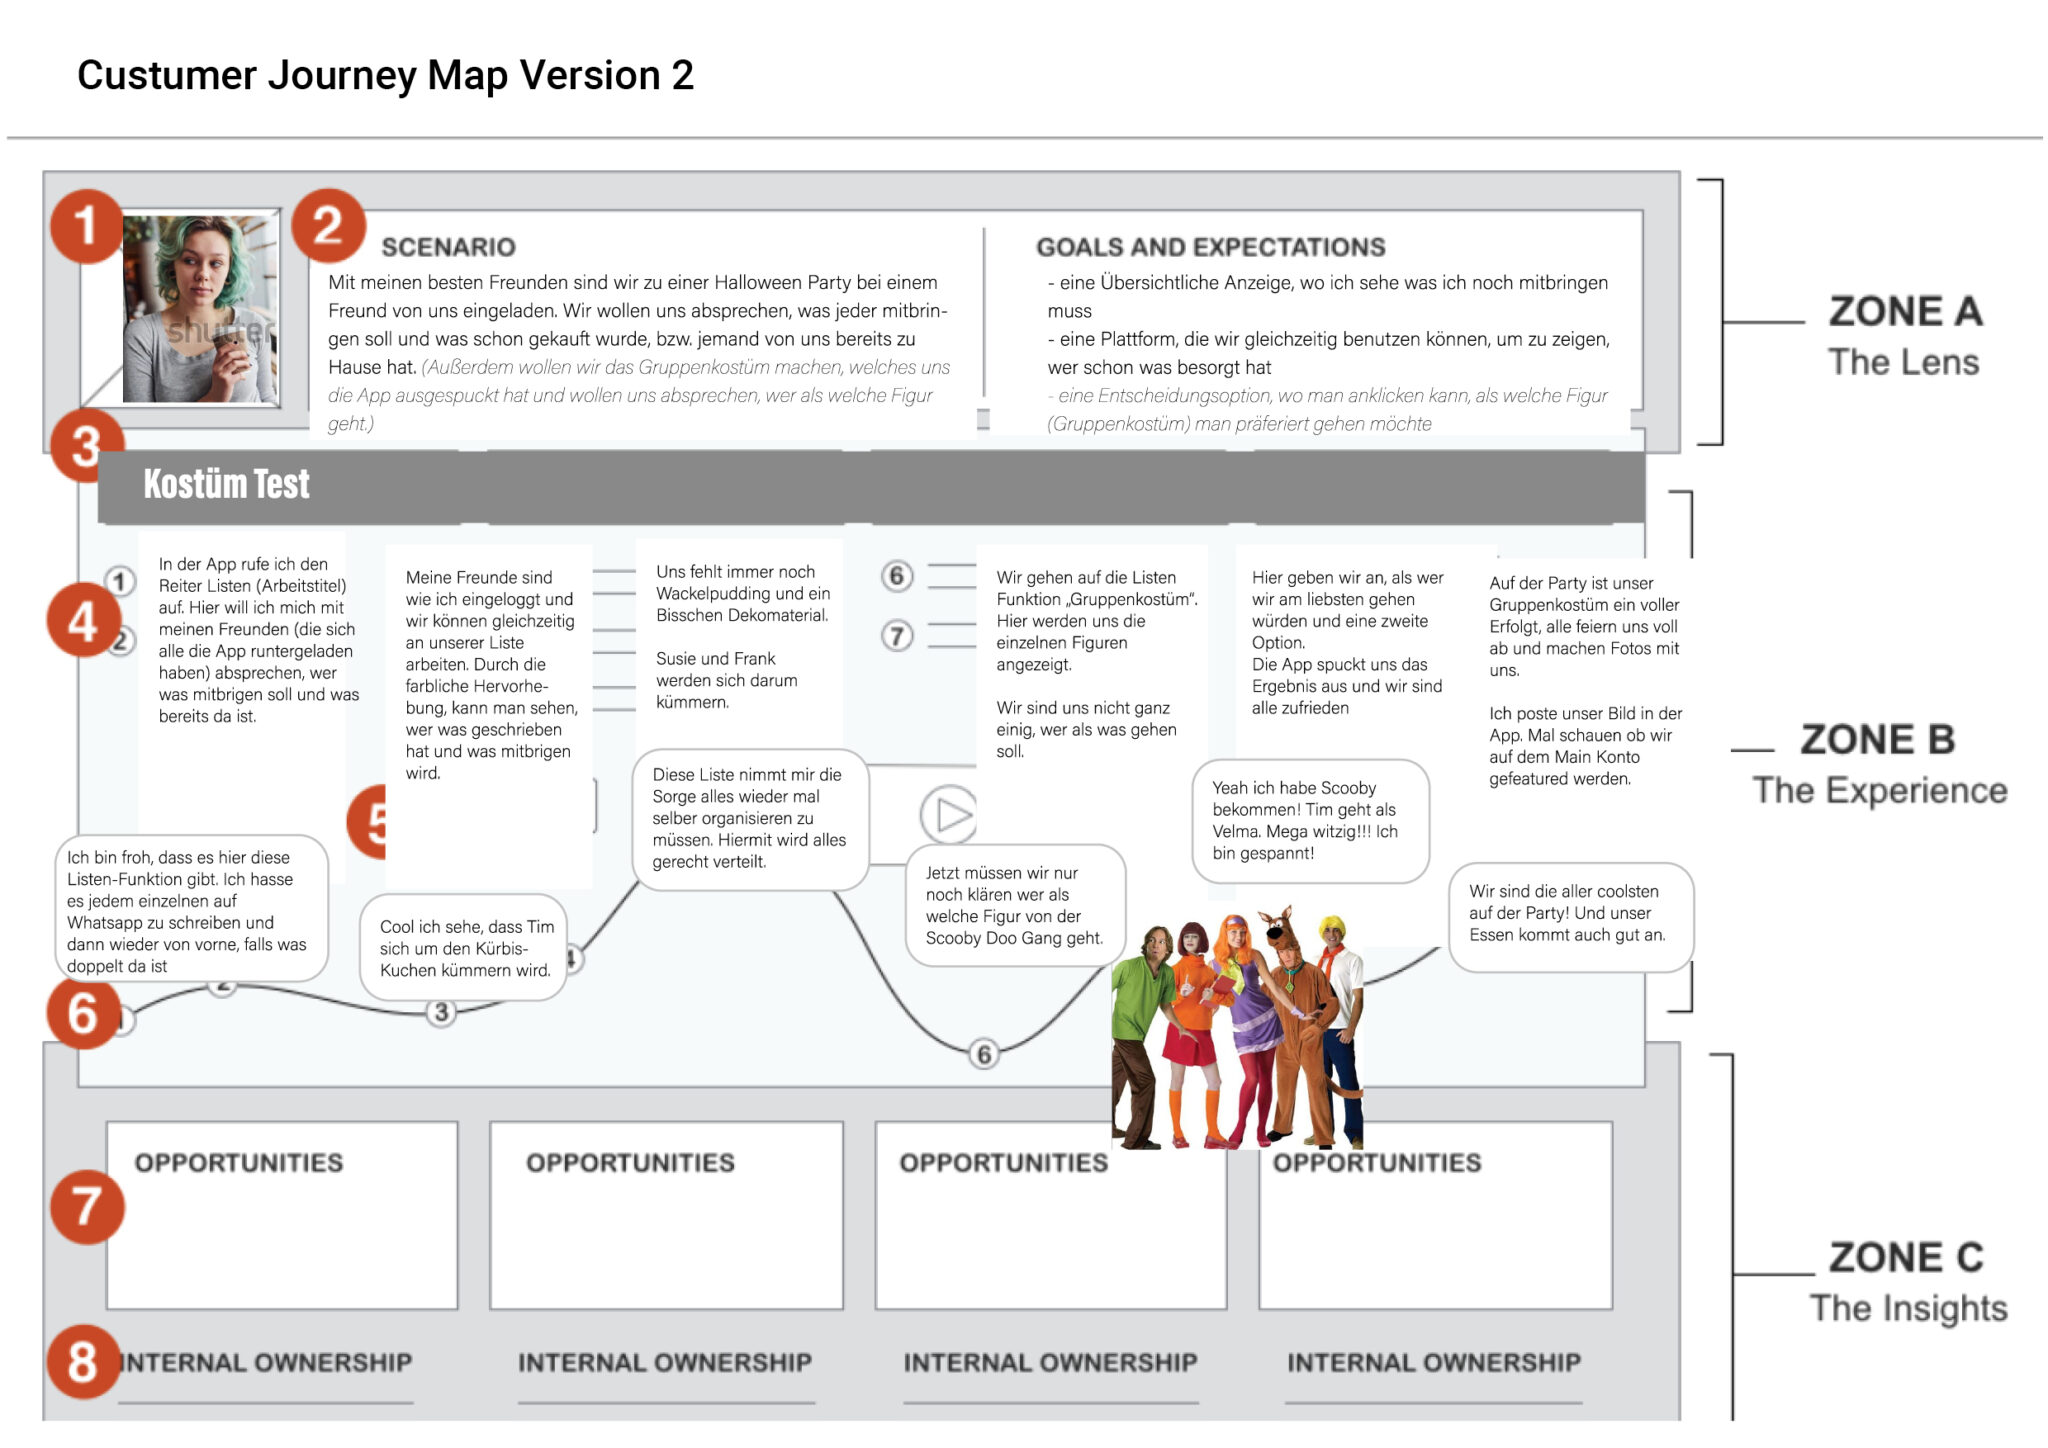 Custumer Journey Map Version 2
1
2
SCENARIO
Mit meinen besten Freunden sind wir zu einer Halloween Party bei einem
Freund von uns eingeladen. Wir wollen uns absprechen, was jeder mitbrin-
gen soll und was schon gekauft wurde, bzw. jemand von uns bereits zu
Hause hat. (Außerdem wollen wir das Gruppenkostüm machen, welches uns
die App ausgespuckt hat und wollen uns absprechen, wer als welche Figur
geht.)
GOALS AND EXPECTATIONS
- eine Übersichtliche Anzeige, wo ich sehe was ich noch mitbringen
muss
- eine Plattform, die wir gleichzeitig benutzen können, um zu zeigen,
wer schon was besorgt hat
- eine Entscheidungsoption, wo man anklicken kann, als welche Figur
(Gruppenkostüm) man präferiert gehen möchte
shutter
ZONE A
The Lens
3
Kostüm Test
4
1
2
In der App rufe ich den
Reiter Listen (Arbeitstitel)
auf. Hier will ich mich mit
meinen Freunden (die sich
alle die App runtergeladen
haben) absprechen, wer
was mitbrigen soll und was
bereits da ist.
Meine Freunde sind
wie ich eingeloggt und
wir können gleichzeitig
an unserer Liste
arbeiten. Durch die
farbliche Hervorhe-
bung, kann man sehen,
wer was geschrieben
hat und was mitbrigen
wird.
Uns fehlt immer noch
Wackelpudding und ein
Bisschen Dekomaterial.
Susie und Frank
werden sich darum
kümmern.
6
7
Wir gehen auf die Listen
Funktion „Gruppenkostüm“.
Hier werden uns die
einzelnen Figuren
angezeigt.
Wir sind uns nicht ganz
einig, wer als was gehen
soll.
Hier geben wir an, als wer
wir am liebsten gehen
würden und eine zweite
Option.
Die App spuckt uns das
Ergebnis aus und wir sind
alle zufrieden
Auf der Party ist unser
Gruppenkostüm ein voller
Erfolgt, alle feiern uns voll
ab und machen Fotos mit
uns.
Ich poste unser Bild in der
App. Mal schauen ob wir
auf dem Main Konto
gefeatured werden.
ZONE B
The Experience
5
Ich bin froh, dass es hier diese
Listen-Funktion gibt. Ich hasse
es jedem einzelnen auf
Whatsapp zu schreiben und
dann wieder von vorne, falls was
doppelt da ist
Cool ich sehe, dass Tim
sich um den Kürbis-
Kuchen kümmern wird.
Diese Liste nimmt mir die
Sorge alles wieder mal
selber organisieren zu
müssen. Hiermit wird alles
gerecht verteilt.
Jetzt müssen wir nur
noch klären wer als
welche Figur von der
Scooby Doo Gang geht.
Yeah ich habe Scooby
bekommen! Tim geht als
Velma. Mega witzig!!! Ich
bin gespannt!
Wir sind die aller coolsten
auf der Party! Und unser
Essen kommt auch gut an.
6
1
2
3
4
6
7
OPPORTUNITIES
OPPORTUNITIES
OPPORTUNITIES
OPPORTUNITIES
ZONE C
The Insights
8
INTERNAL OWNERSHIP
INTERNAL OWNERSHIP
INTERNAL OWNERSHIP
INTERNAL OWNERSHIP